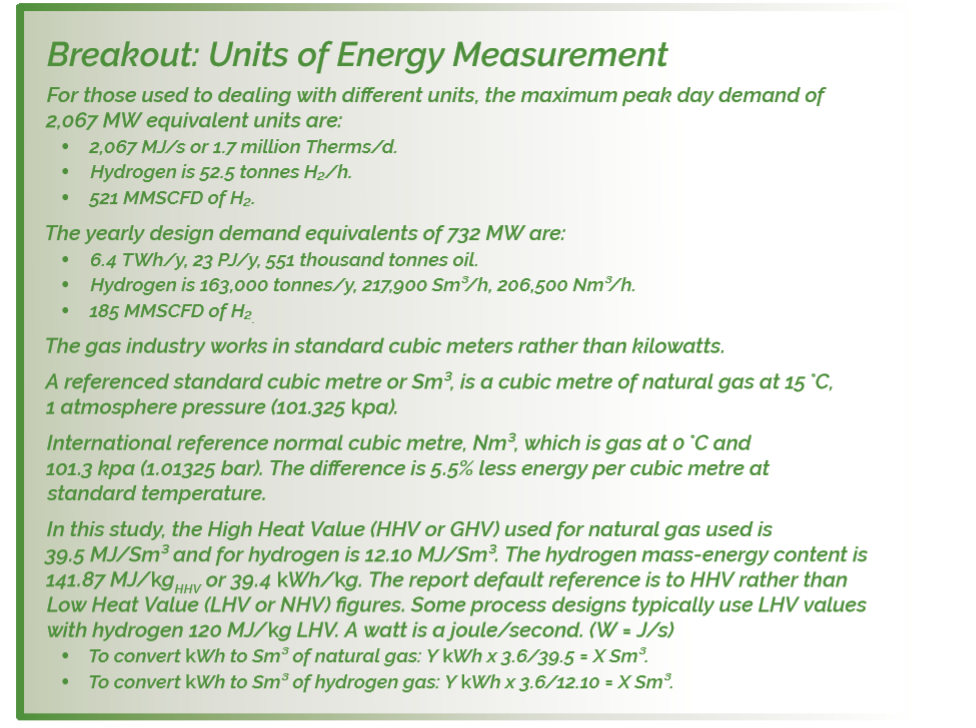 Breakout: Units of Energy Measurement
For those used to dealing with different units, the maximum peak day demand of
2,067 MW equivalent units are:
• 2,067 MJ/s or 1.7 million Therms/d.
• Hydrogen is 52.5 tonnes H₂/h.
• 521 MMSCFD of H₂.
The yearly design demand equivalents of 732 MW are:
• 6.4 TWh/y, 23 PJ/y, 551 thousand tonnes oil.
• Hydrogen is 163,000 tonnes/y, 217,900 Sm³/h, 206,500 Nm³/h.
• 185 MMSCFD of H₂.
The gas industry works in standard cubic meters rather than kilowatts.
A referenced standard cubic metre or Sm³, is a cubic metre of natural gas at 15 °C,
1 atmosphere pressure (101.325 kpa).
International reference normal cubic metre, Nm³, which is gas at 0 °C and
101.3 kpa (1.01325 bar). The difference is 5.5% less energy per cubic metre at
standard temperature.
In this study, the High Heat Value (HHV or GHV) used for natural gas used is
39.5 MJ/Sm³ and for hydrogen is 12.10 MJ/Sm³. The hydrogen mass-energy content is
141.87 MJ/kg HHV or 39.4 kWh/kg. The report default reference is to HHV rather than
Low Heat Value (LHV or NHV) figures. Some process designs typically use LHV values
with hydrogen 120 MJ/kg LHV. A watt is a joule/second. (W = J/s)
• To convert kWh to Sm³ of natural gas: Y kWh x 3.6/39.5 = X Sm³.
• To convert kWh to Sm³ of hydrogen gas: Y kWh x 3.6/12.10 = X Sm³.